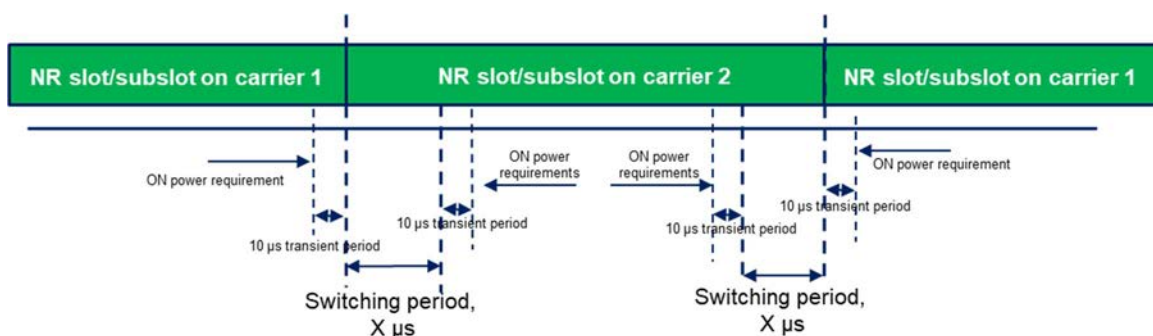 NR slot/subslot on carrier 1
NR slot/subslot on carrier 2
NR slot/subslot on carrier 1
ON power requirement
ON power
requirements
ON power
requirements
ON power requirement
10 µs transient period
10 µs transient period
10 µs transient period
10 µs transient period
Switching period,
X µs
Switching period,
X µs